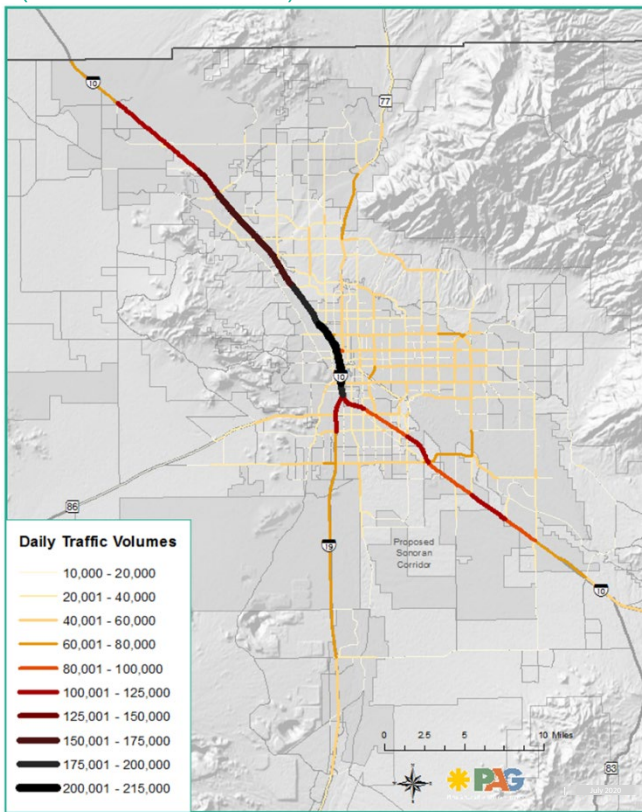 10
77
10
86
Proposed
Sonoran
Corridor
19
10
Daily Traffic Volumes
10,000 - 20,000
20,001 - 40,000
40,001 - 60,000
60,001 - 80,000
80,001 - 100,000
100,001 - 125,000
125,001 - 150,000
150,001 - 175,000
175,001 - 200,000
200,001 - 215,000
0 2.5 5 10 Miles
PAG
83
July 2020